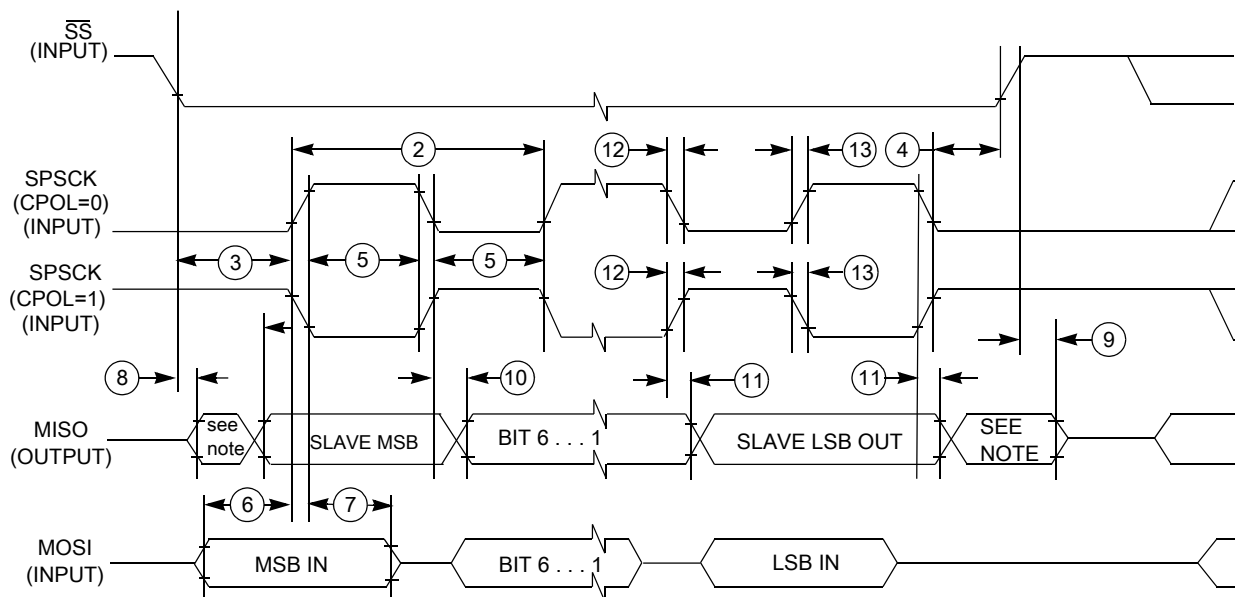 SS
(INPUT)
2
12
13
4
SPSCK
(CPOL=0)
(INPUT)
3
5
5
SPSCK
(CPOL=1)
(INPUT)
12
13
8
10
11
11
9
MISO
(OUTPUT)
see
note
SLAVE MSB
BIT 6 . . . 1
SLAVE LSB OUT
SEE
NOTE
6
7
MOSI
(INPUT)
MSB IN
BIT 6 . . . 1
LSB IN